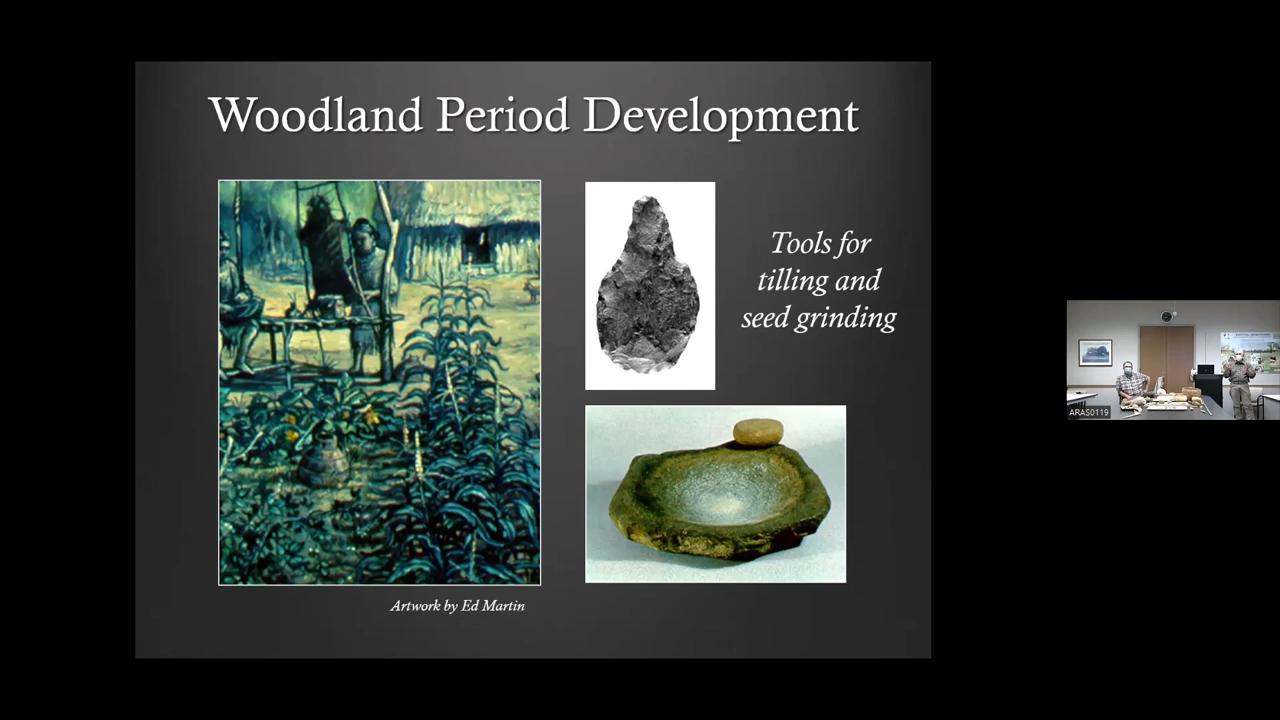 Woodland Period Development
Tools for
tilling and
seed grinding
Artwork by Ed Martin
ARAS0119